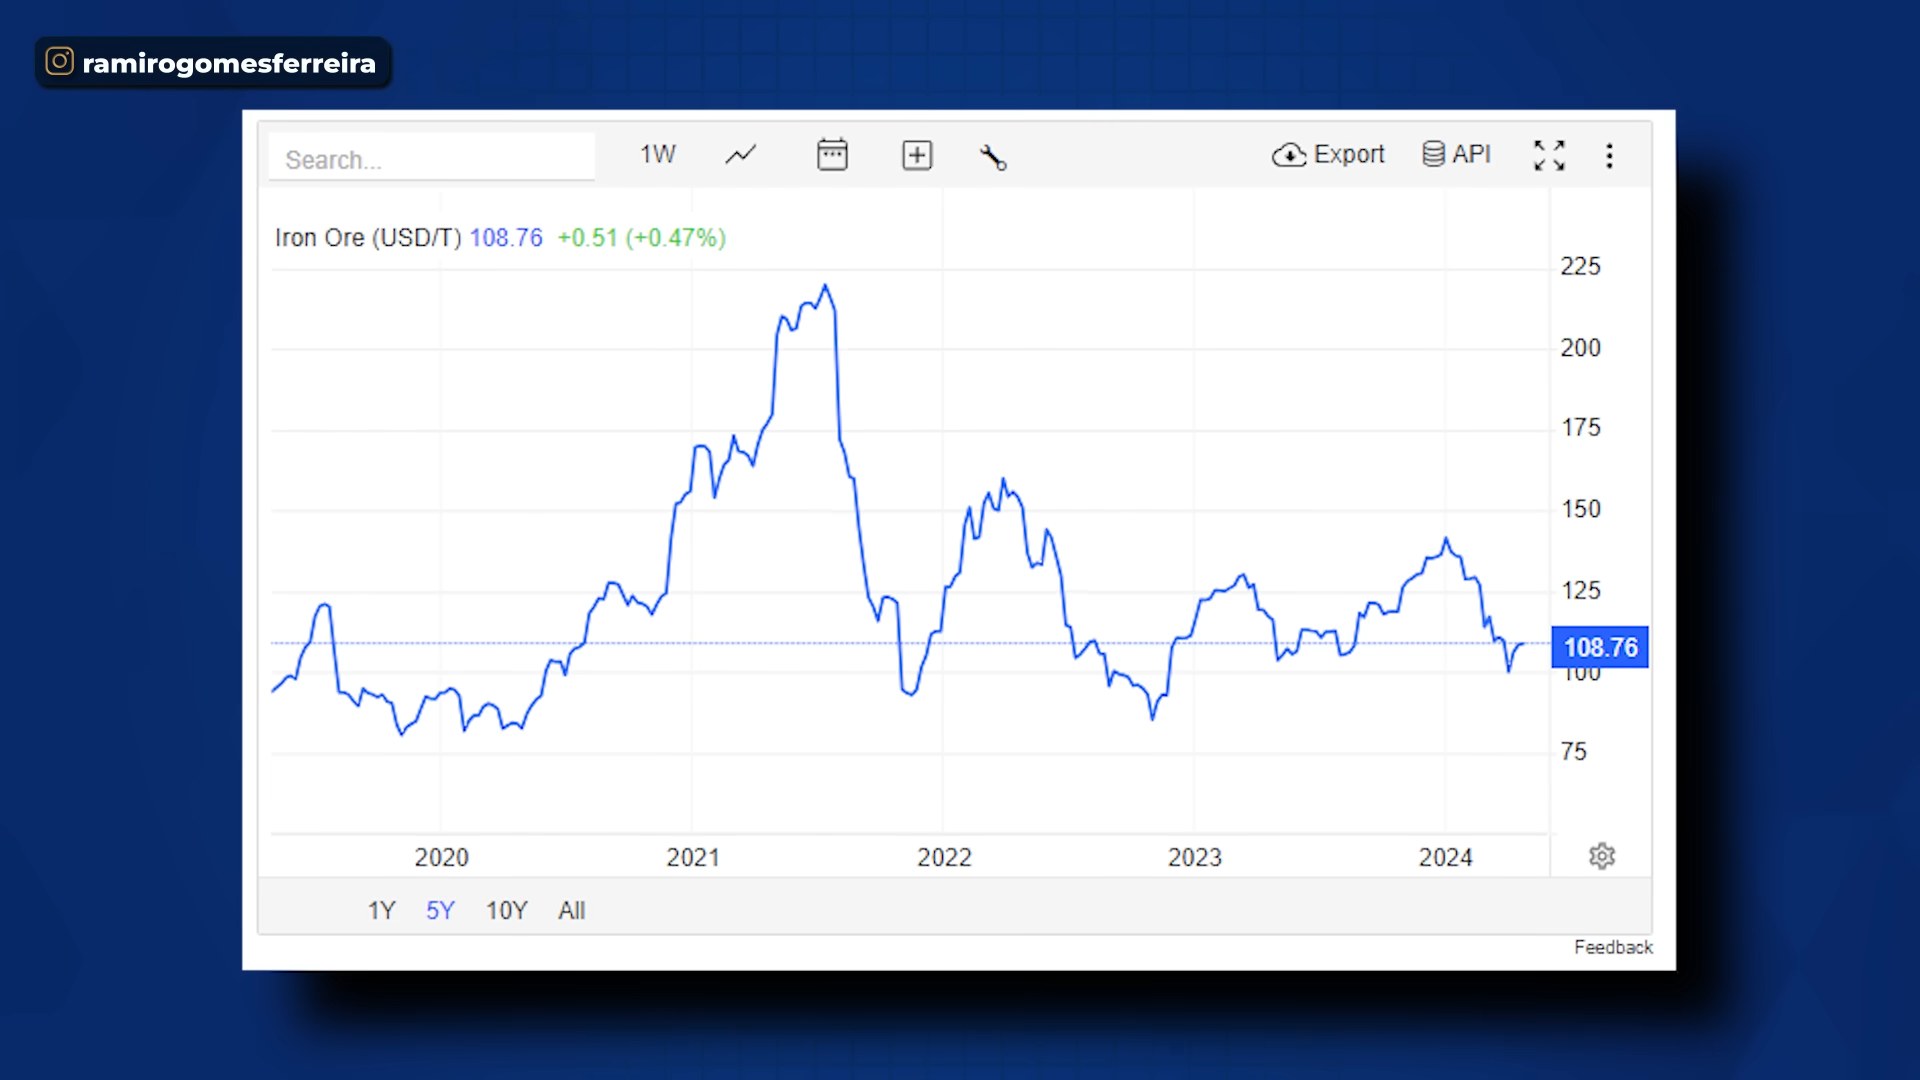 ramirogomesferreira
Search...
1W
Export
API
Iron Ore (USD/T) 108.76 +0.51 (+0.47%)
225
200
175
150
125
108.76
100
75
2020 2021 2022 2023 2024
1Y 5Y 10Y All
Feedback